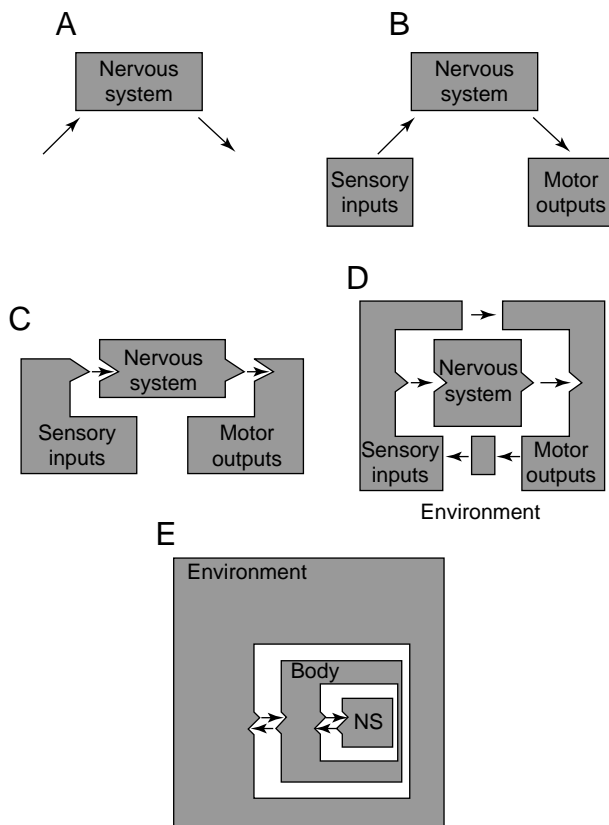 A
Nervous
system
B
Nervous
system
Sensory
inputs
Motor
outputs
C
Nervous
system
Sensory
inputs
Motor
outputs
D
Nervous
system
Sensory
inputs
Motor
outputs
Environment
E
Environment
Body
NS